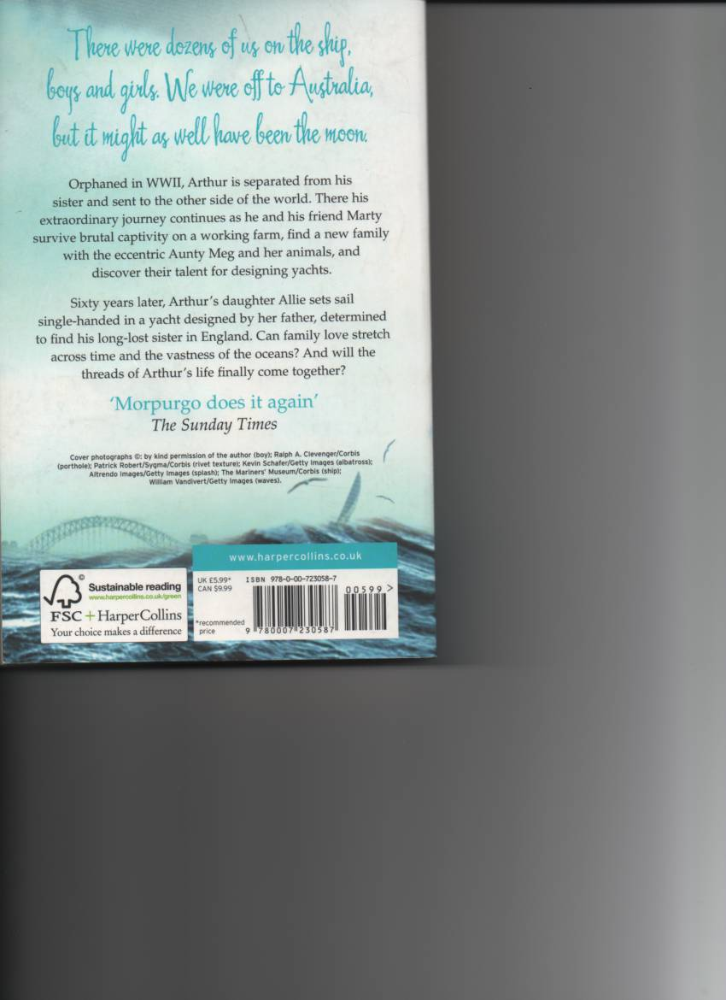 There were dozens of us on the ship,
boys and girls. We were off to Australia,
but it might as well have been the moon.
Orphaned in WWII, Arthur is separated from his
sister and sent to the other side of the world. There his
extraordinary journey continues as he and his friend Marty
survive brutal captivity on a working farm, find a new family
with the eccentric Aunty Meg and her animals, and
discover their talent for designing yachts.
Sixty years later, Arthur's daughter Allie sets sail
single-handed in a yacht designed by her father, determined
to find his long-lost sister in England. Can family love stretch
across time and the vastness of the oceans? And will the
threads of Arthur's life finally come together?
'Morpurgo does it again'
The Sunday Times
Cover photographs ©: by kind permission of the author (boy); Ralph A. Clevenger/Corbis
(porthole); Patrick Robert/Sygma/Corbis (rivet texture); Kevin Schafer/Getty Images (albatross);
Altrendo Images/Getty Images (splash); The Mariners' Museum/Corbis (ship);
William Vandivert/Getty Images (waves).
www.harpercollins.co.uk
©
Sustainable reading
www.harpercollins.co.uk/green
FSC + HarperCollins
Your choice makes a difference
UK £5.99*
CAN $9.99
*recommended
price
ISBN 978-0-00-723058-7
00599 >
9 780007 230587